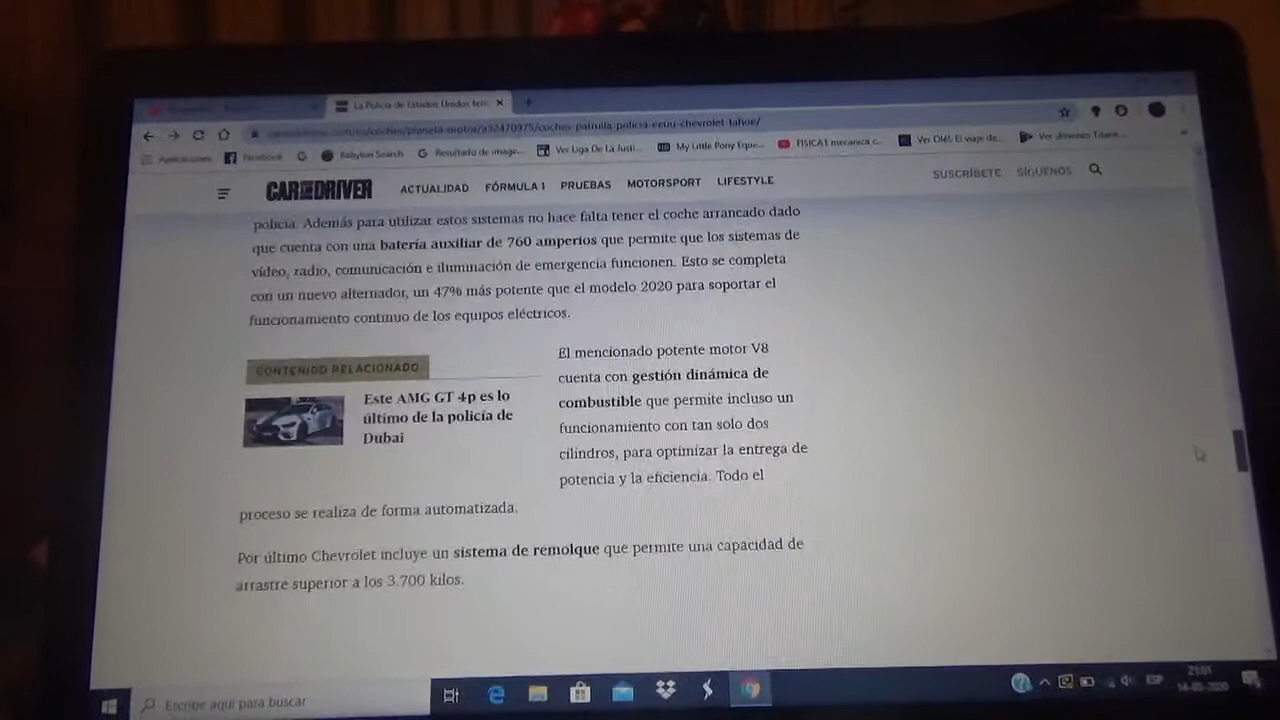 La Policía de Estados Unidos ten
coches/planeta-motor/a32470975/coches-patrulla-policia-eeuu-chevrolet-tahoe/
Aplicaciones
Facebook
Babylon Search
Resultado de image...
Ver Liga De La Justi...
My Little Pony Eque...
FISICA1 mecanica c...
Ver Olé!. El viaje de...
Ver Jóvenes Titane...
CAR AND DRIVER
ACTUALIDAD
FÓRMULA 1
PRUEBAS
MOTORSPORT
LIFESTYLE
SUSCRÍBETE
SÍGUENOS
policía. Además para utilizar estos sistemas no hace falta tener el coche arrancado dado
que cuenta con una batería auxiliar de 760 amperios que permite que los sistemas de
vídeo, radio, comunicación e iluminación de emergencia funcionen. Esto se completa
con un nuevo alternador, un 47% más potente que el modelo 2020 para soportar el
funcionamiento continuo de los equipos eléctricos.
CONTENIDO RELACIONADO
Este AMG GT 4p es lo
último de la policía de
Dubai
El mencionado potente motor V8
cuenta con gestión dinámica de
combustible que permite incluso un
funcionamiento con tan solo dos
cilindros, para optimizar la entrega de
potencia y la eficiencia. Todo el
proceso se realiza de forma automatizada.
Por último Chevrolet incluye un sistema de remolque que permite una capacidad de
arrastre superior a los 3.700 kilos.
Escribe aquí para buscar
ESP
21:01
14-05-2020